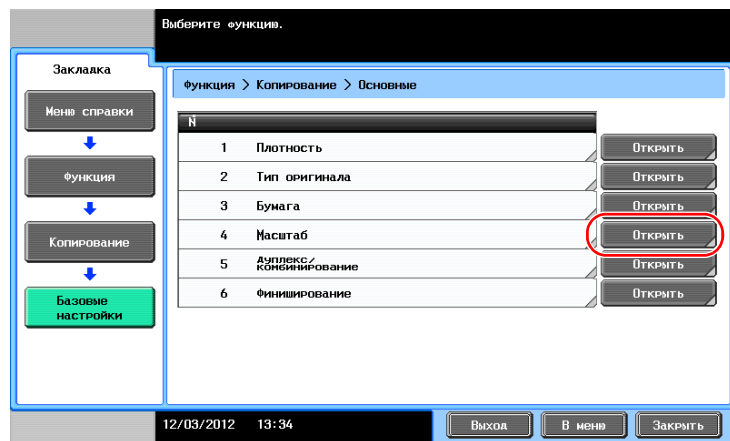 Выберите функцию.
Закладка
Функция > Копирование > Основные
Меню справки
N
1 Плотность Открыть
Функция
2 Тип оригинала Открыть
3 Бумага Открыть
Копирование
4 Масштаб Открыть
5 Дуплекс/
комбинирование Открыть
Базовые
настройки
6 Финиширование Открыть
12/03/2012 13:34 Выход В меню Закрыть